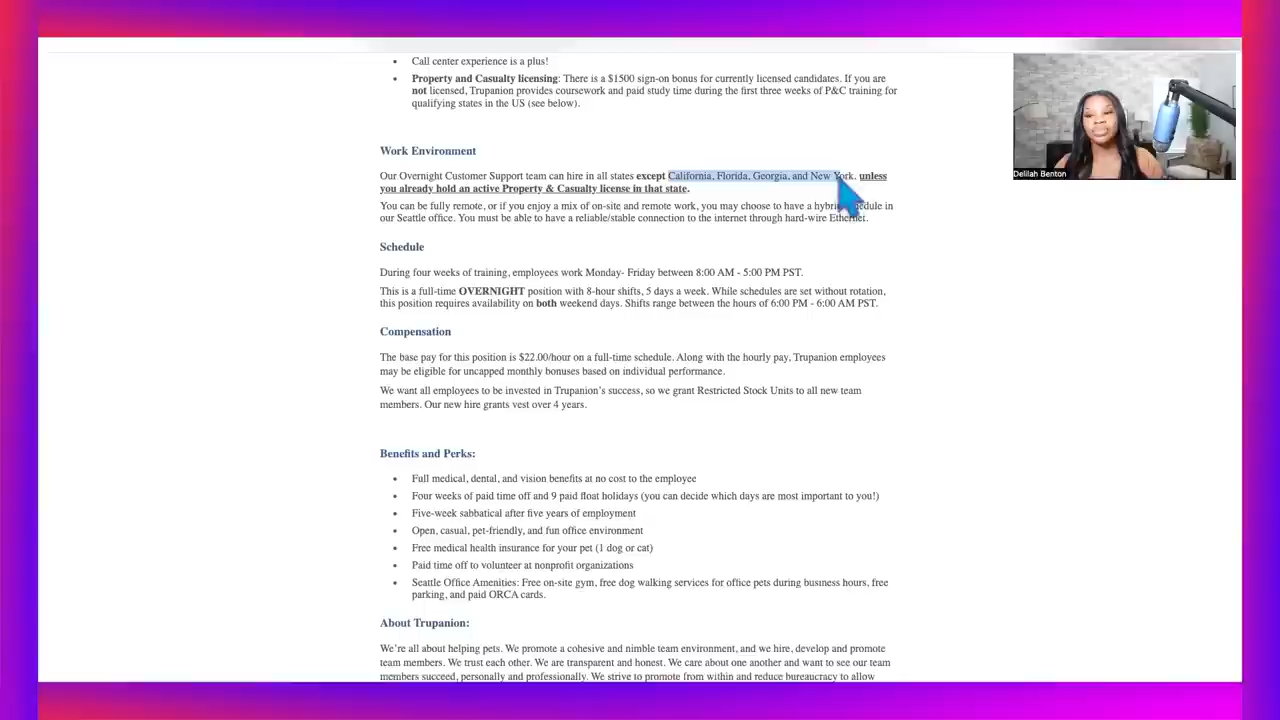 Call center experience is a plus!
Property and Casualty licensing: There is a $1500 sign-on bonus for currently licensed candidates. If you are
not licensed, Trupanion provides coursework and paid study time during the first three weeks of P&C training for
qualifying states in the US (see below).
Work Environment
Our Overnight Customer Support team can hire in all states except California, Florida, Georgia, and New York, unless
you already hold an active Property & Casualty license in that state.
You can be fully remote, or if you enjoy a mix of on-site and remote work, you may choose to have a hybrid schedule in
our Seattle office. You must be able to have a reliable/stable connection to the internet through hard-wire Ethernet.
Schedule
During four weeks of training, employees work Monday- Friday between 8:00 AM - 5:00 PM PST.
This is a full-time OVERNIGHT position with 8-hour shifts, 5 days a week. While schedules are set without rotation,
this position requires availability on both weekend days. Shifts range between the hours of 6:00 PM - 6:00 AM PST.
Compensation
The base pay for this position is $22.00/hour on a full-time schedule. Along with the hourly pay, Trupanion employees
may be eligible for uncapped monthly bonuses based on individual performance.
We want all employees to be invested in Trupanion's success, so we grant Restricted Stock Units to all new team
members. Our new hire grants vest over 4 years.
Benefits and Perks:
Full medical, dental, and vision benefits at no cost to the employee
Four weeks of paid time off and 9 paid float holidays (you can decide which days are most important to you!)
Five-week sabbatical after five years of employment
Open, casual, pet-friendly, and fun office environment
Free medical health insurance for your pet (1 dog or cat)
Paid time off to volunteer at nonprofit organizations
Seattle Office Amenities: Free on-site gym, free dog walking services for office pets during business hours, free
parking, and paid ORCA cards.
About Trupanion:
We're all about helping pets. We promote a cohesive and nimble team environment, and we hire, develop and promote
team members. We trust each other. We are transparent and honest. We care about one another and want to see our team
members succeed, personally and professionally. We strive to promote from within and reduce bureaucracy to allow
Delilah Benton